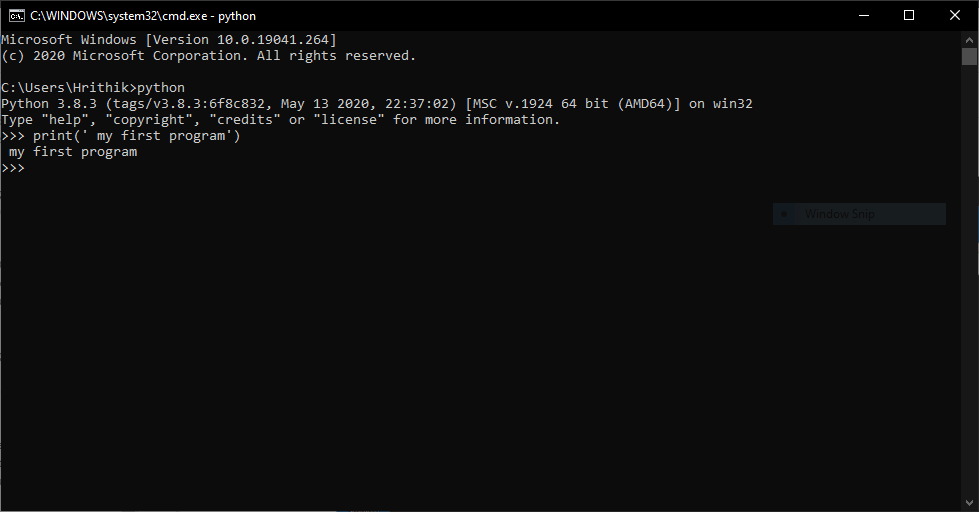 C:\WINDOWS\system32\cmd.exe - python
Microsoft Windows [Version 10.0.19041.264]
(c) 2020 Microsoft Corporation. All rights reserved.
C:\Users\Hrithik>python
Python 3.8.3 (tags/v3.8.3:6f8c832, May 13 2020, 22:37:02) [MSC v.1924 64 bit (AMD64)] on win32
Type "help", "copyright", "credits" or "license" for more information.
>>> print(' my first program')
 my first program
>>>
Window Snip